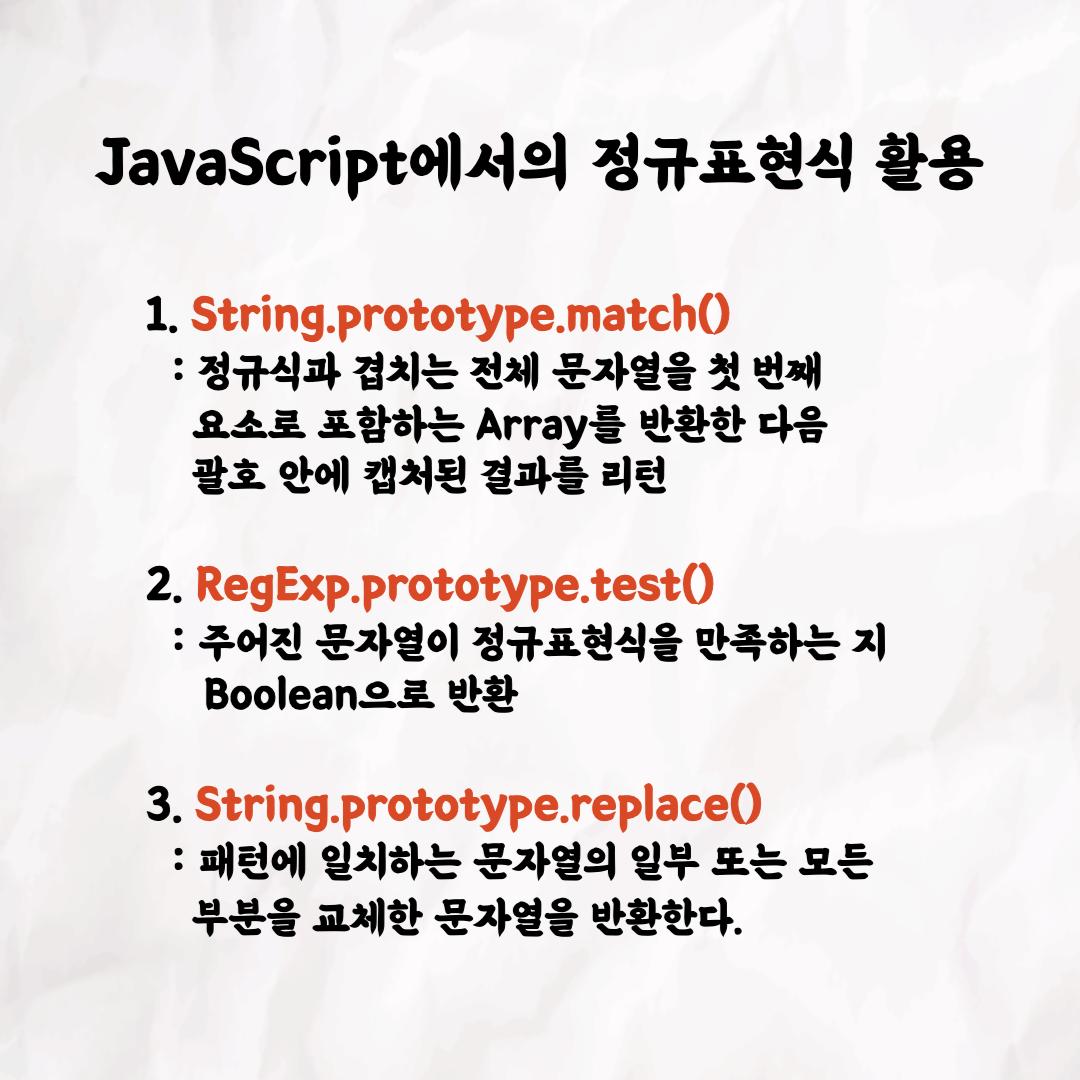 JavaScript에서의 정규표현식 활용
1. String.prototype.match()
: 정규식과 겹치는 전체 문자열을 첫 번째
요소로 포함하는 Array를 반환한 다음
괄호 안에 캡처된 결과를 리턴
2. RegExp.prototype.test()
: 주어진 문자열이 정규표현식을 만족하는 지
Boolean으로 반환
3. String.prototype.replace()
: 패턴에 일치하는 문자열의 일부 또는 모든
부분을 교체한 문자열을 반환한다.